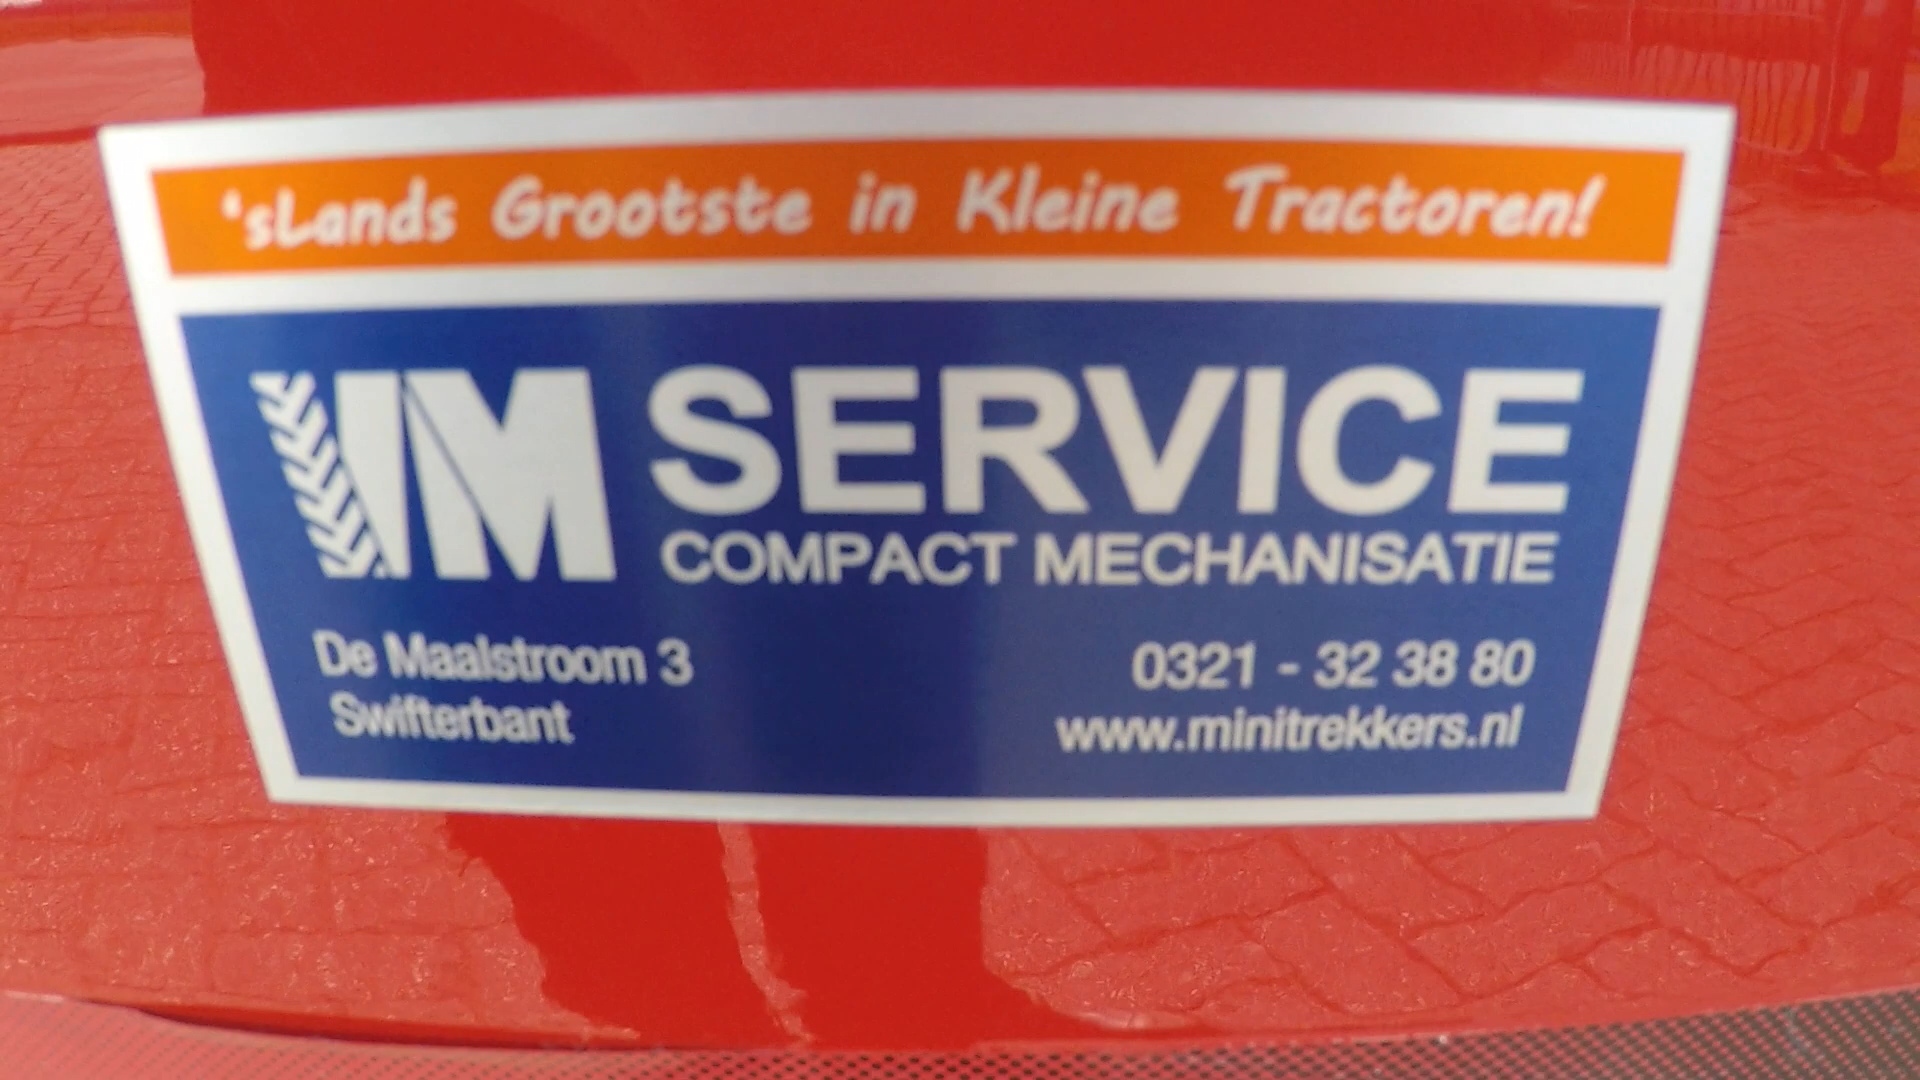 'sLands Grootste in Kleine Tractoren!
IM SERVICE
COMPACT MECHANISATIE
De Maalstroom 3
Swifterbant
0321 - 32 38 80
www.minitrekkers.nl